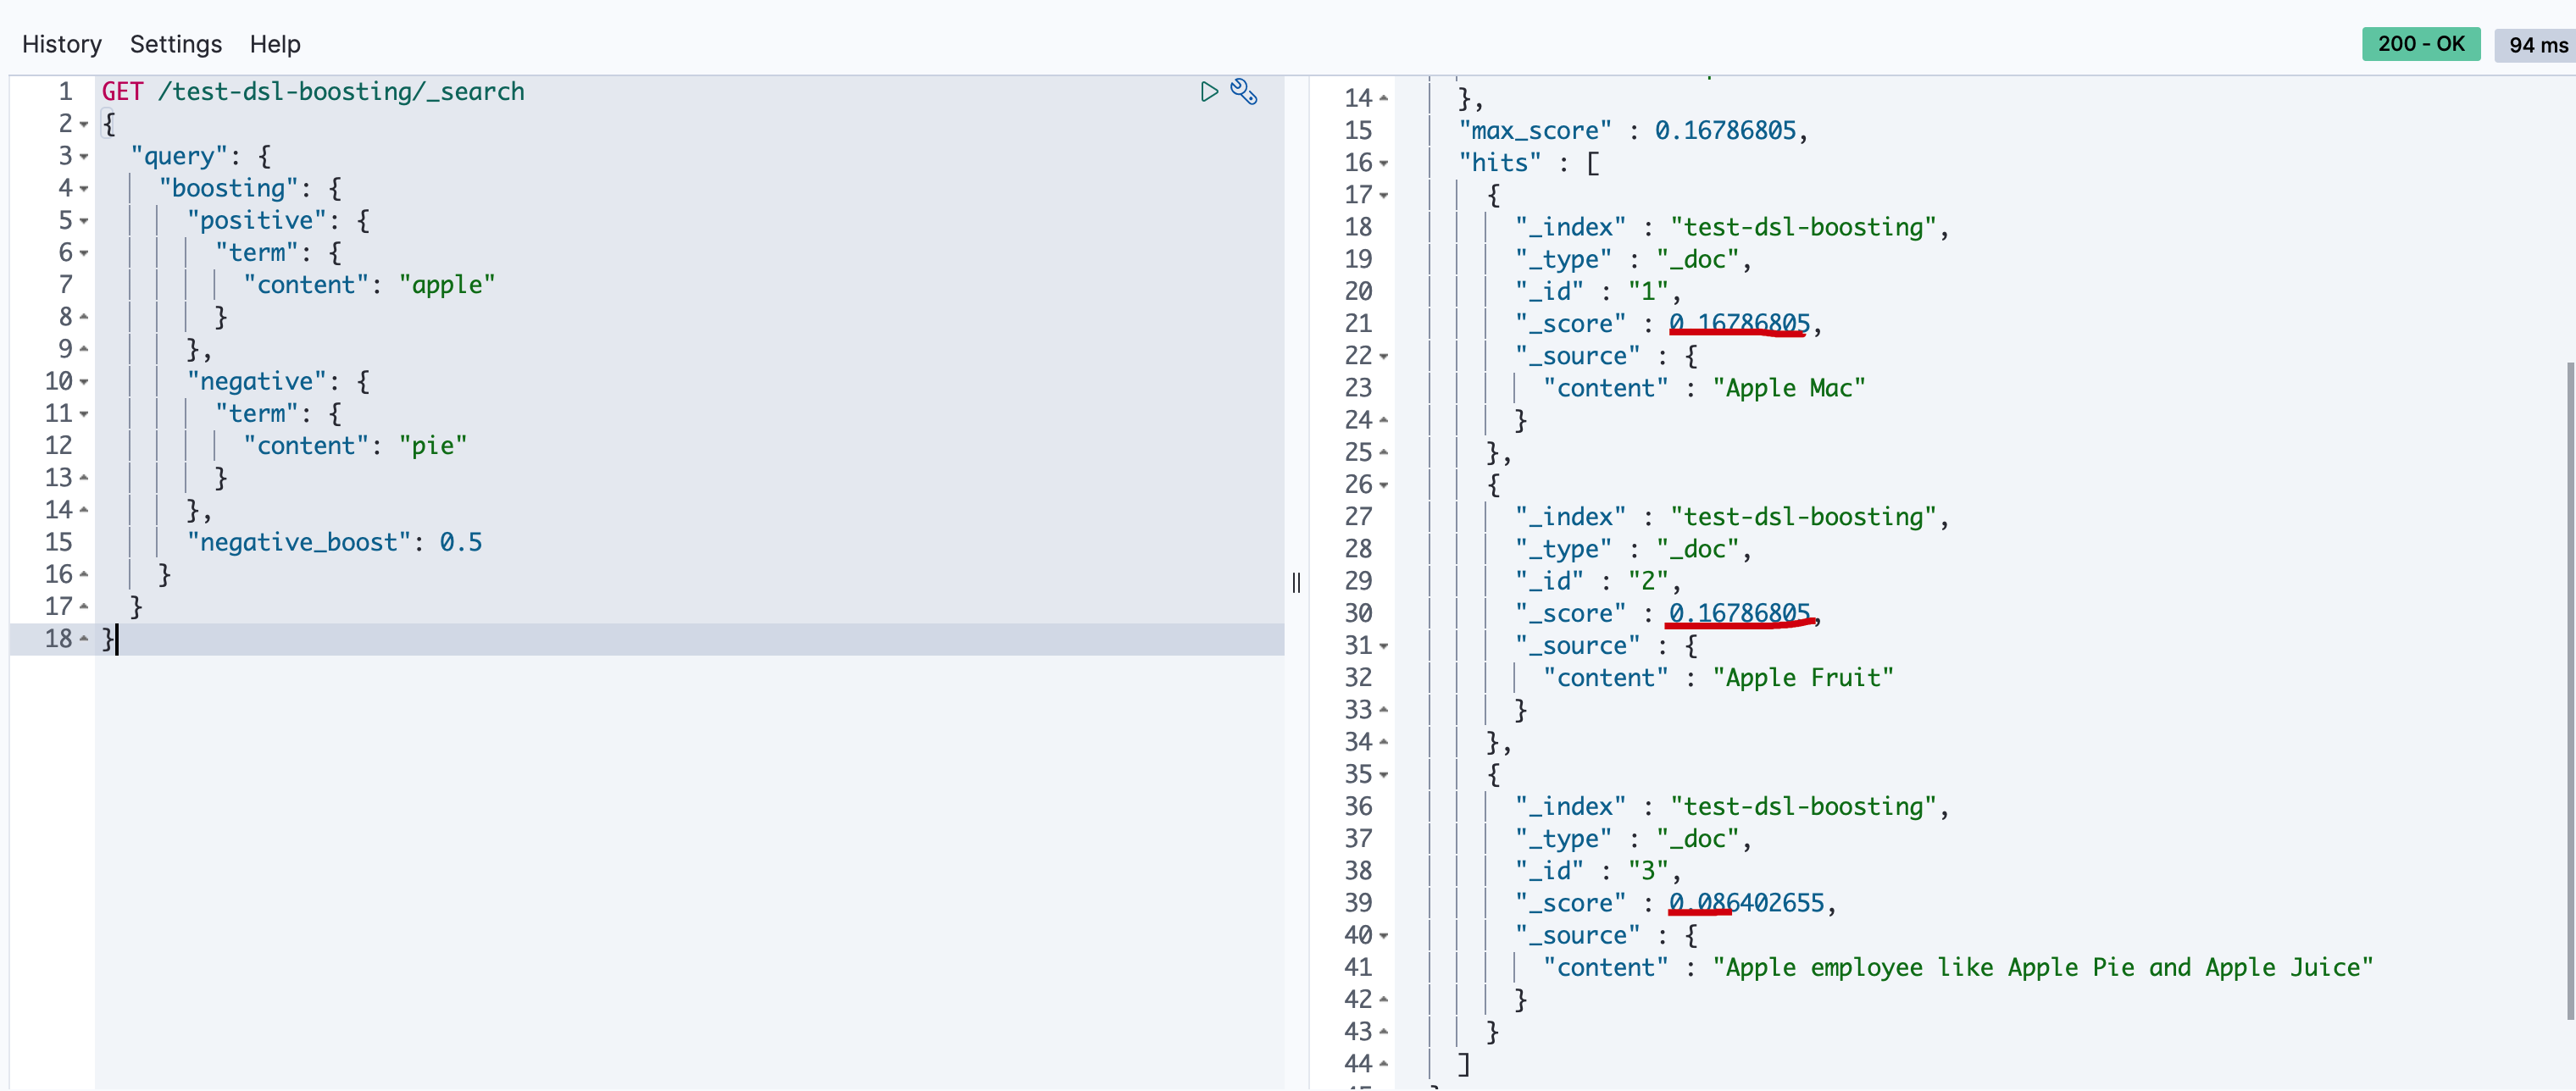 History Settings Help
200 - OK 94 ms
1 GET /test-dsl-boosting/_search
2 {
3 "query": {
4 "boosting": {
5 "positive": {
6 "term": {
7 "content": "apple"
8 }
9 },
10 "negative": {
11 "term": {
12 "content": "pie"
13 }
14 },
15 "negative_boost": 0.5
16 }
17 }
18 }
14 },
15 "max_score" : 0.16786805,
16 "hits" : [
17 {
18 "_index" : "test-dsl-boosting",
19 "_type" : "_doc",
20 "_id" : "1",
21 "_score" : 0.16786805,
22 "_source" : {
23 "content" : "Apple Mac"
24 }
25 },
26 {
27 "_index" : "test-dsl-boosting",
28 "_type" : "_doc",
29 "_id" : "2",
30 "_score" : 0.16786805,
31 "_source" : {
32 "content" : "Apple Fruit"
33 }
34 },
35 {
36 "_index" : "test-dsl-boosting",
37 "_type" : "_doc",
38 "_id" : "3",
39 "_score" : 0.086402655,
40 "_source" : {
41 "content" : "Apple employee like Apple Pie and Apple Juice"
42 }
43 }
44 ]